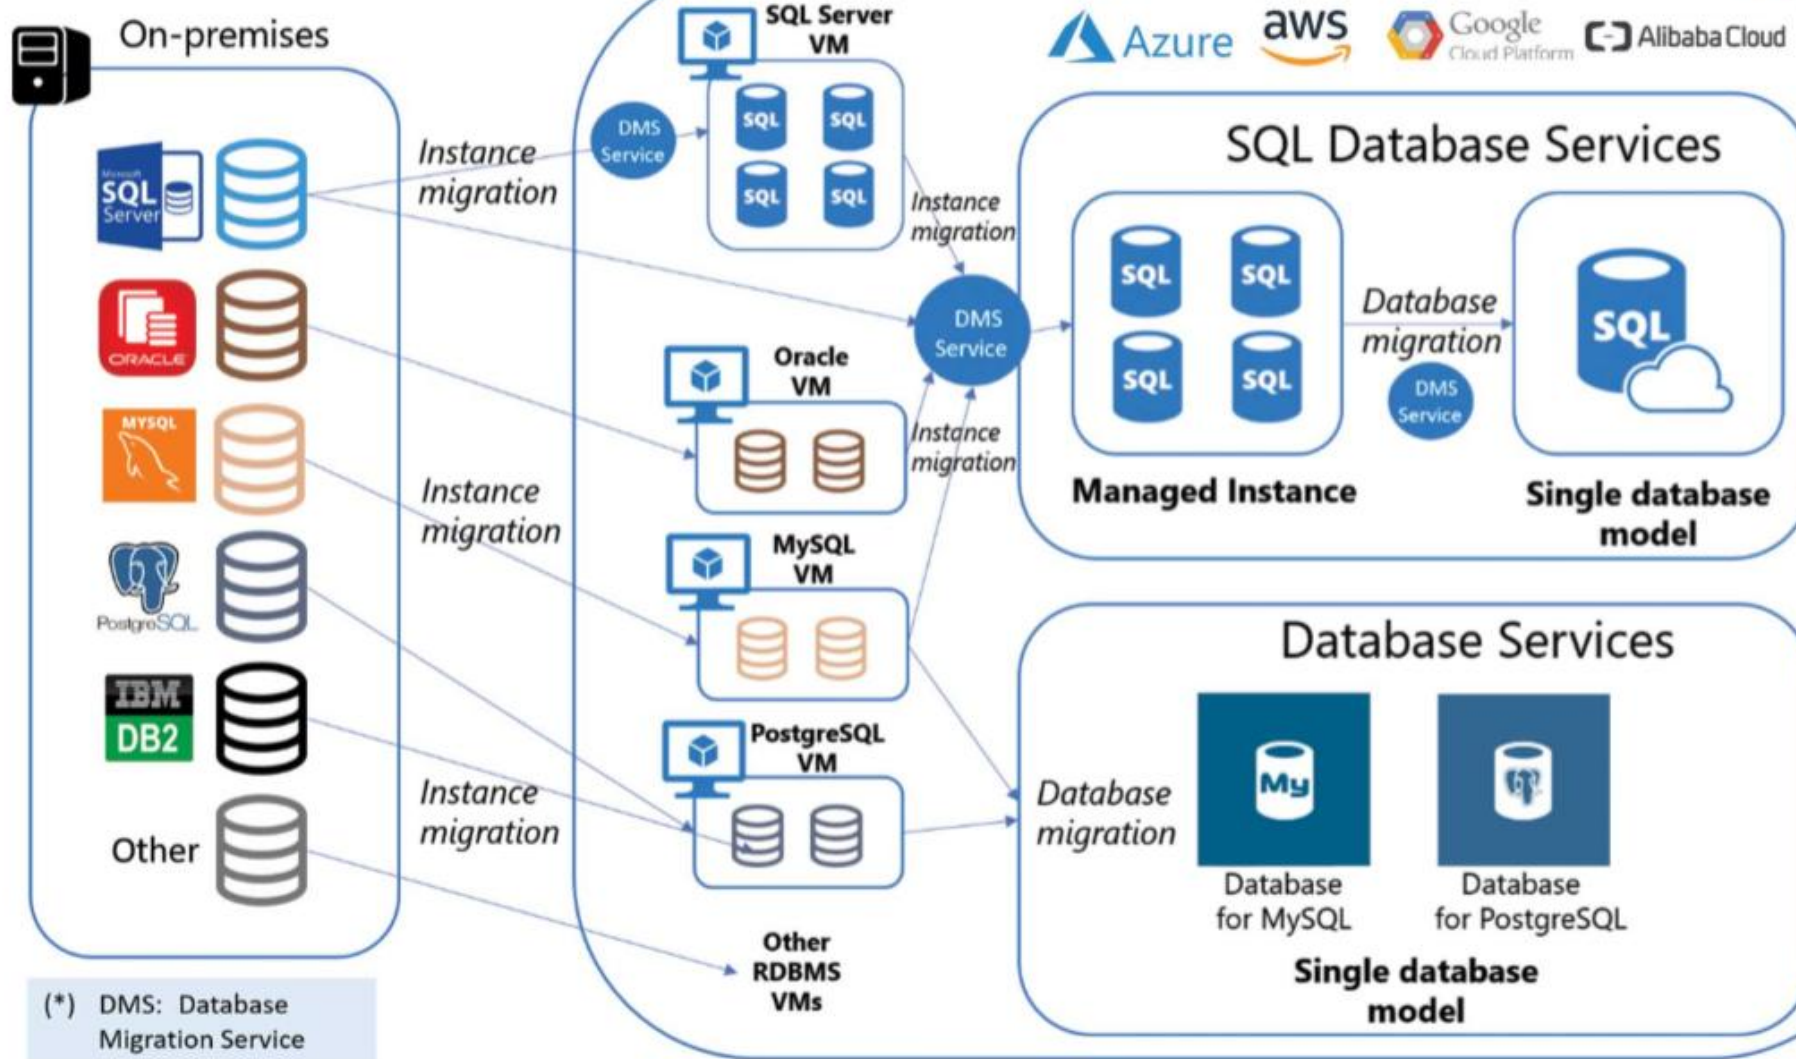 On-premises
Microsoft
SQL
Server
ORACLE
MYSQL
PostgreSQL
IBM
DB2
Other
(*) DMS: Database
Migration Service
Instance
migration
Instance
migration
Instance
migration
DMS
Service
SQL Server
VM
SQL SQL
SQL SQL
Instance
migration
DMS
Service
Oracle
VM
Instance
migration
MySQL
VM
PostgreSQL
VM
Other
RDBMS
VMs
Azure
aws
Google
Cloud Platform
Alibaba Cloud
SQL Database Services
SQL SQL
SQL SQL
Managed Instance
Database
migration
DMS
Service
SQL
Single database
model
Database Services
Database
migration
My
Database
for MySQL
Database
for PostgreSQL
Single database
model